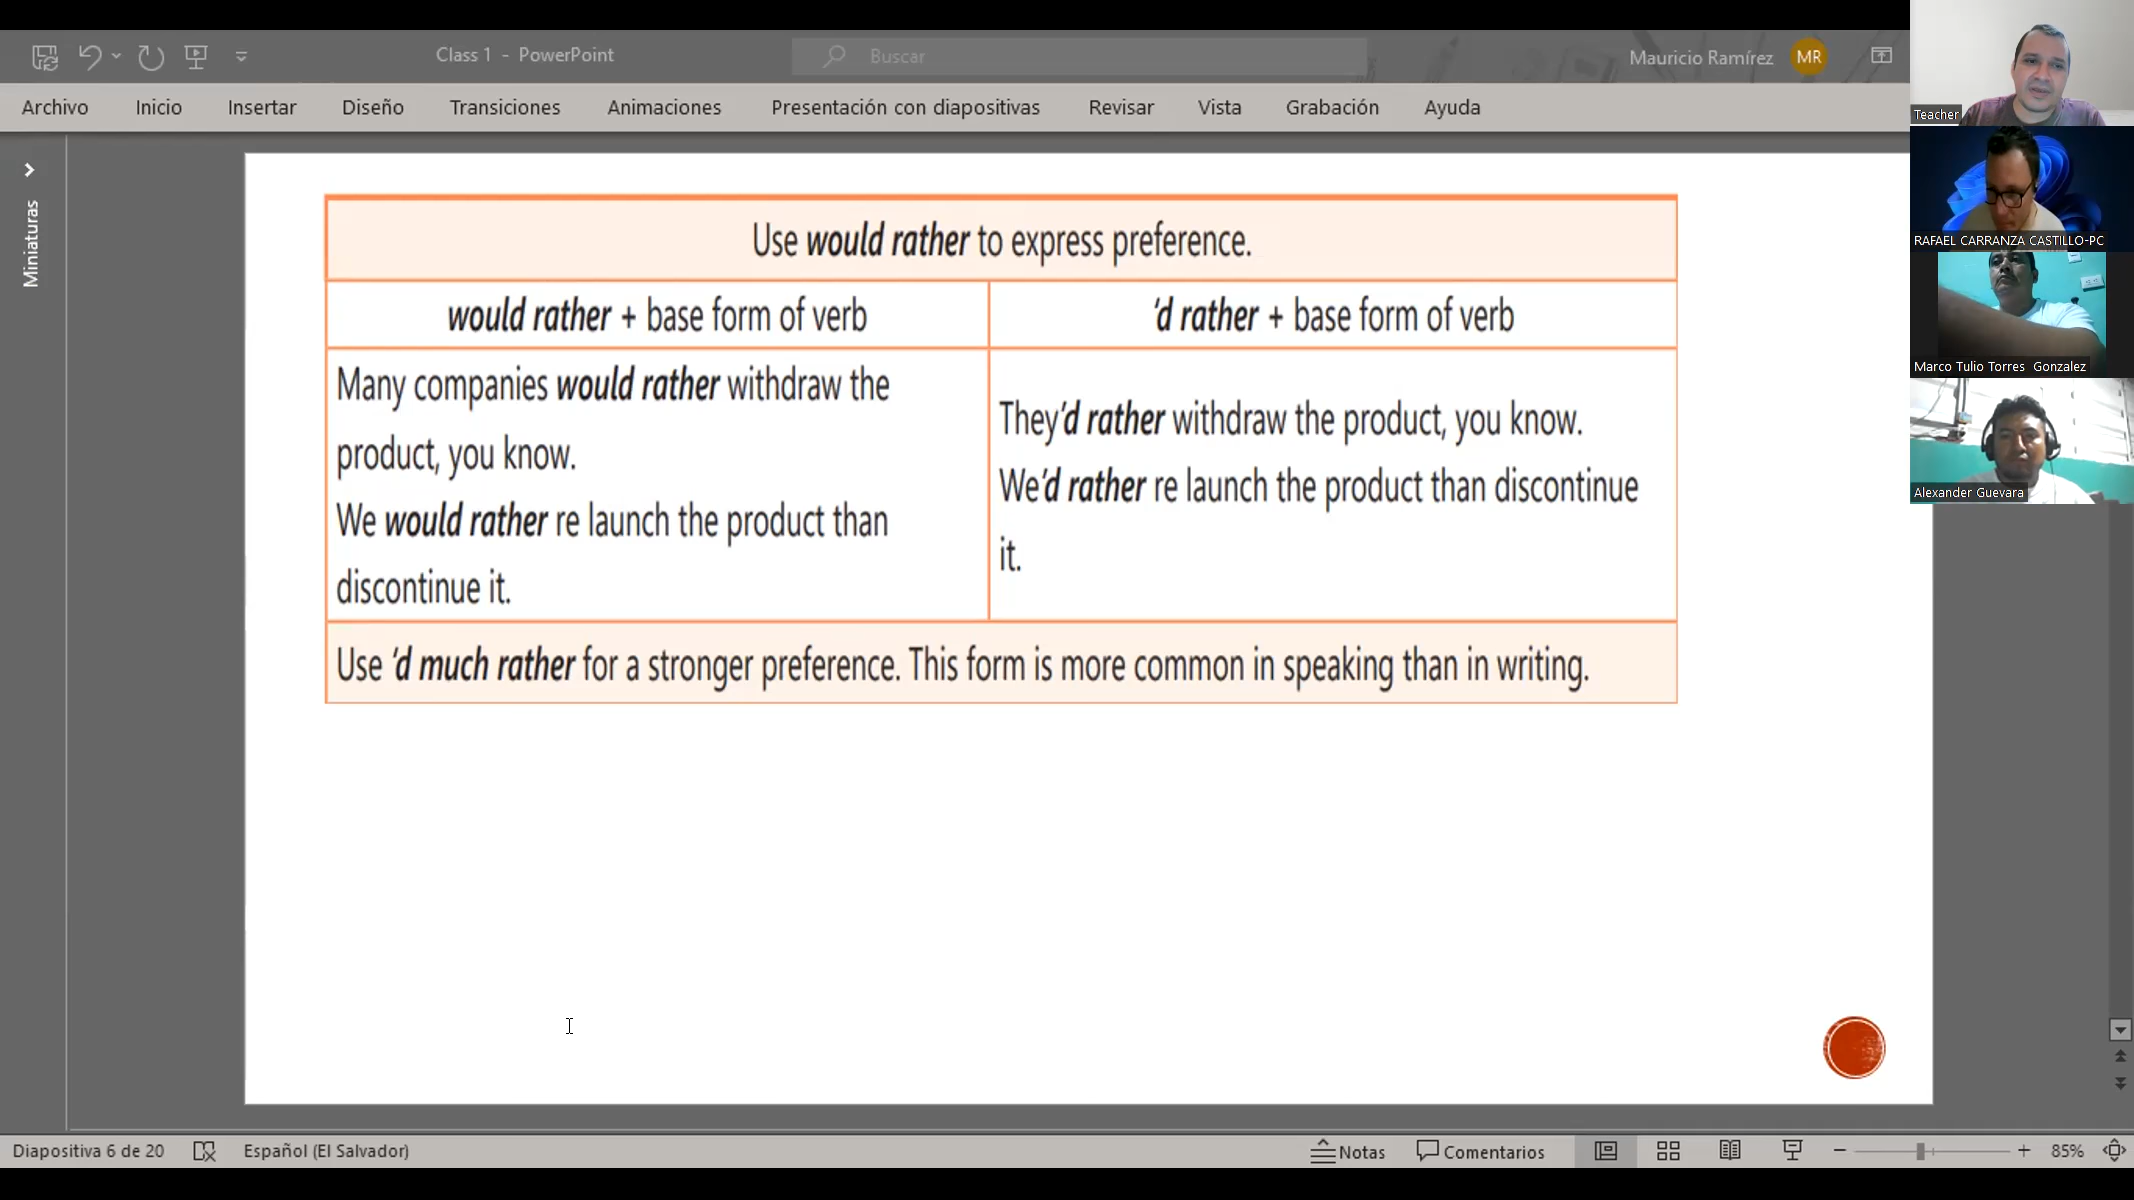 Class 1 - PowerPoint
Buscar
Mauricio Ramírez
MR
Archivo
Inicio
Insertar
Diseño
Transiciones
Animaciones
Presentación con diapositivas
Revisar
Vista
Grabación
Ayuda
Miniaturas
Use would rather to express preference.
would rather + base form of verb
Many companies would rather withdraw the
product, you know.
We would rather re launch the product than
discontinue it.
'd rather + base form of verb
They'd rather withdraw the product, you know.
We'd rather re launch the product than discontinue
it.
Use 'd much rather for a stronger preference. This form is more common in speaking than in writing.
Teacher
RAFAEL CARRANZA CASTILLO-PC
Marco Tulio Torres Gonzalez
Alexander Guevara
Diapositiva 6 de 20
Español (El Salvador)
Notas
Comentarios
85%